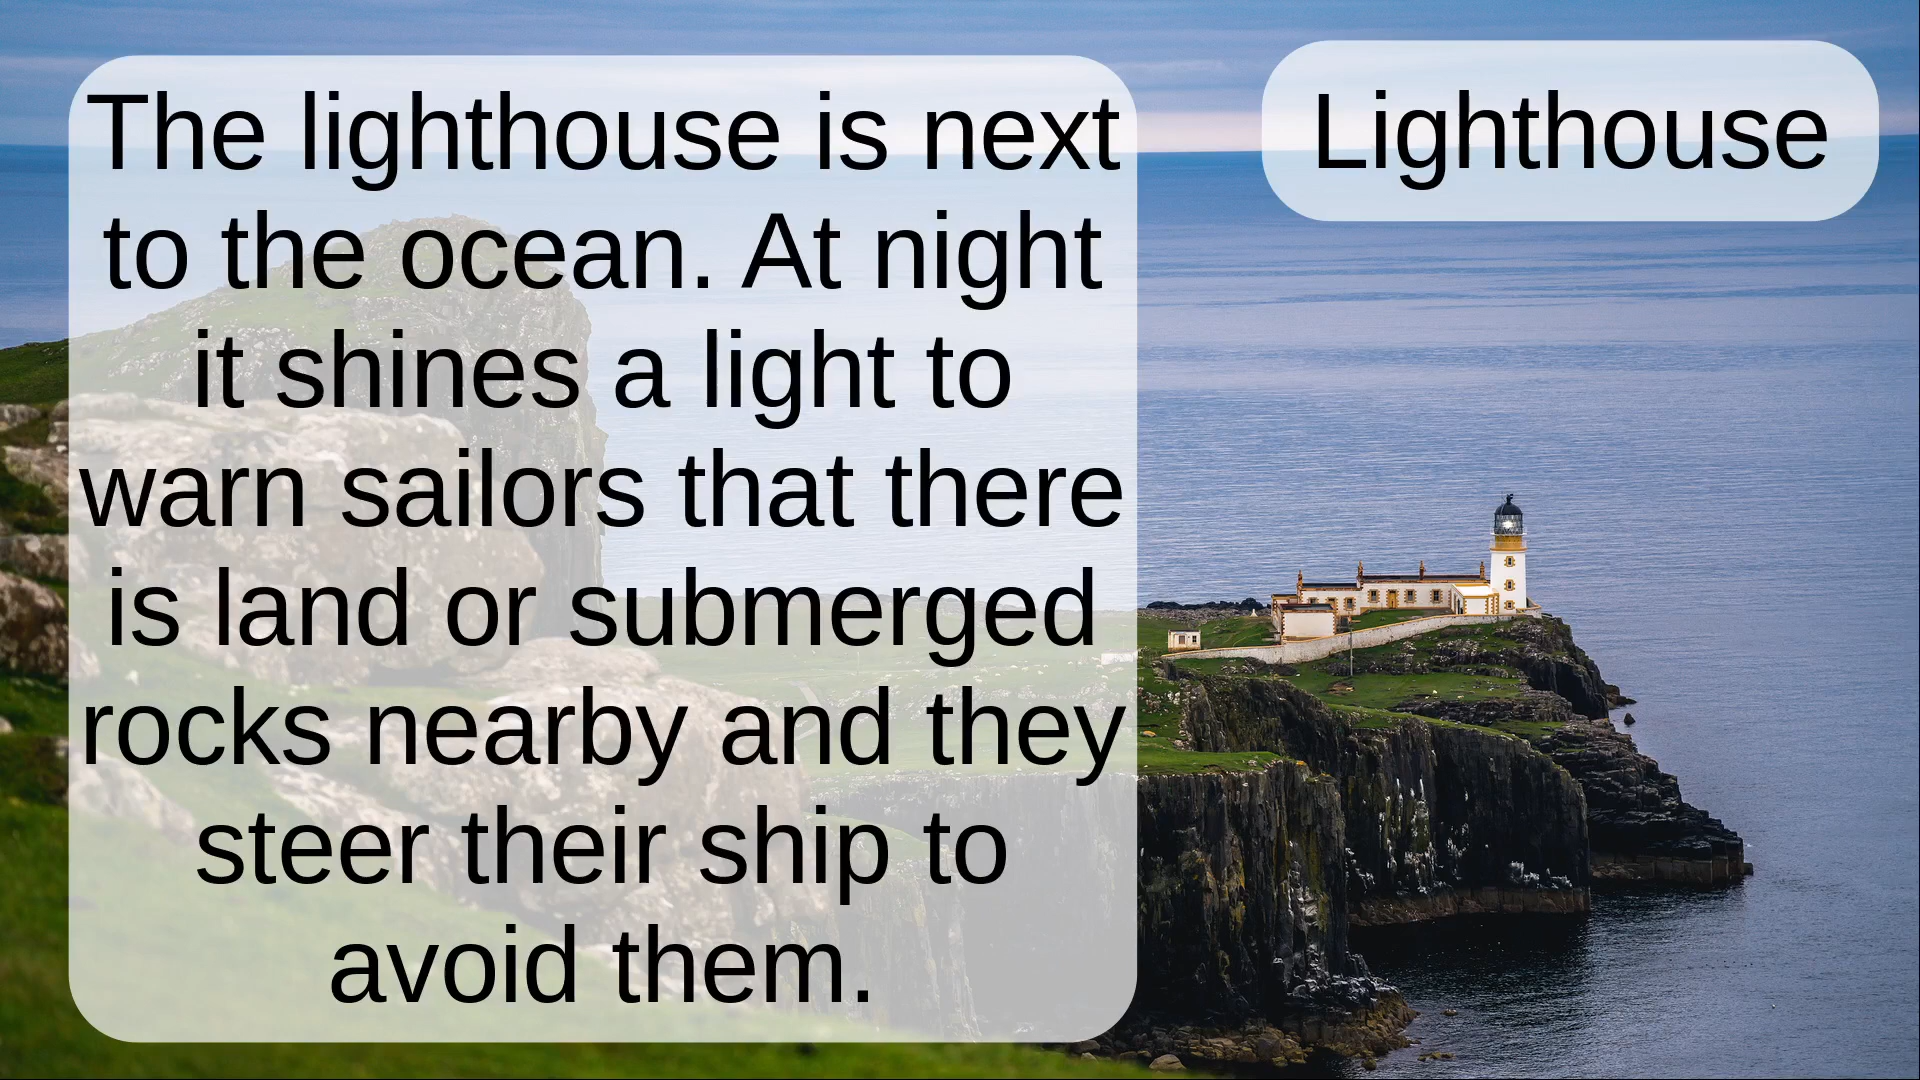 The lighthouse is next
to the ocean. At night
it shines a light to
warn sailors that there
is land or submerged
rocks nearby and they
steer their ship to
avoid them.
Lighthouse